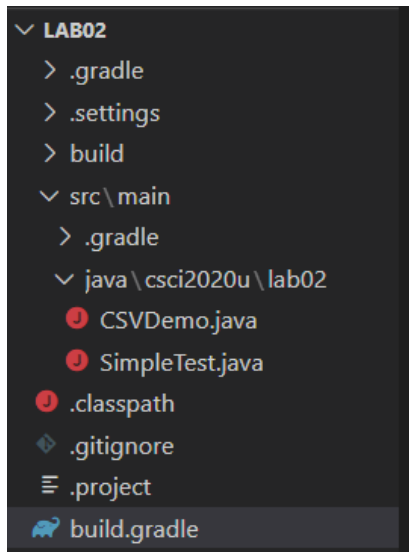 LAB02
.gradle
.settings
build
src\main
.gradle
java\csci2020u\lab02
CSVDemo.java
SimpleTest.java
.classpath
.gitignore
.project
build.gradle